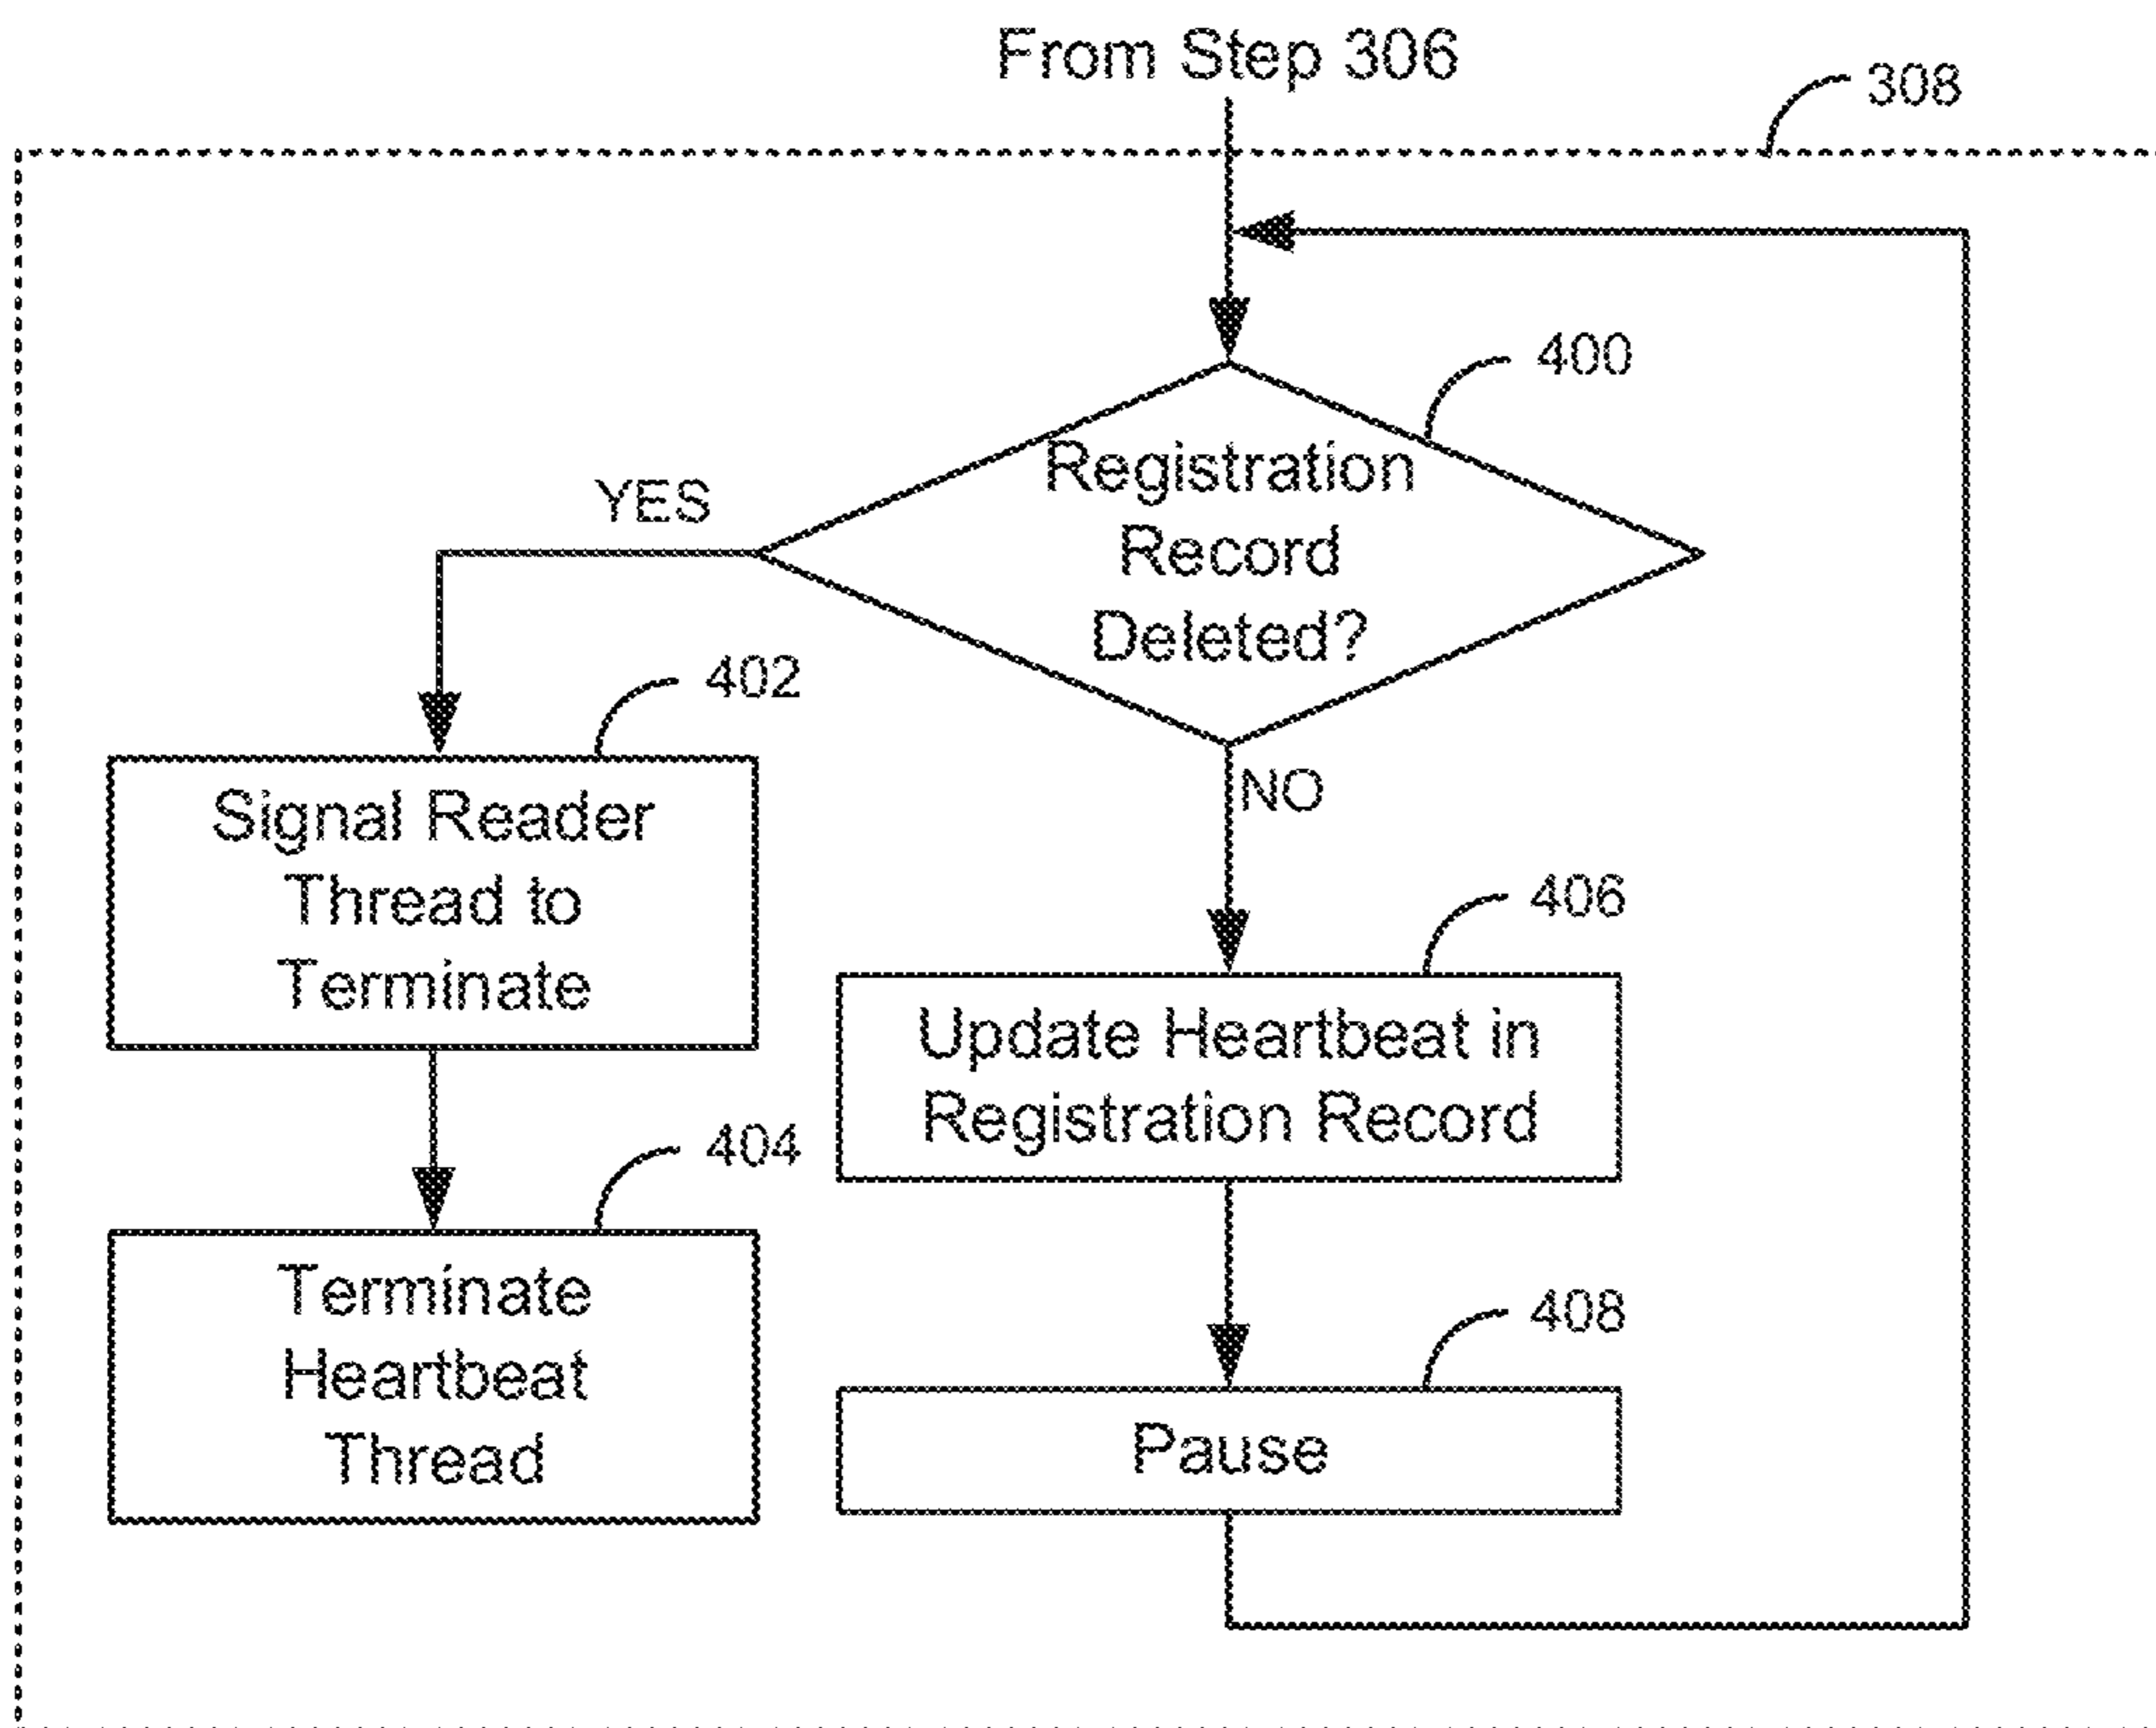 From Step 306
308
400
Registration
Record
Deleted?
YES
NO
402
Signal Reader
Thread to
Terminate
404
Terminate
Heartbeat
Thread
406
Update Heartbeat in
Registration Record
408
Pause